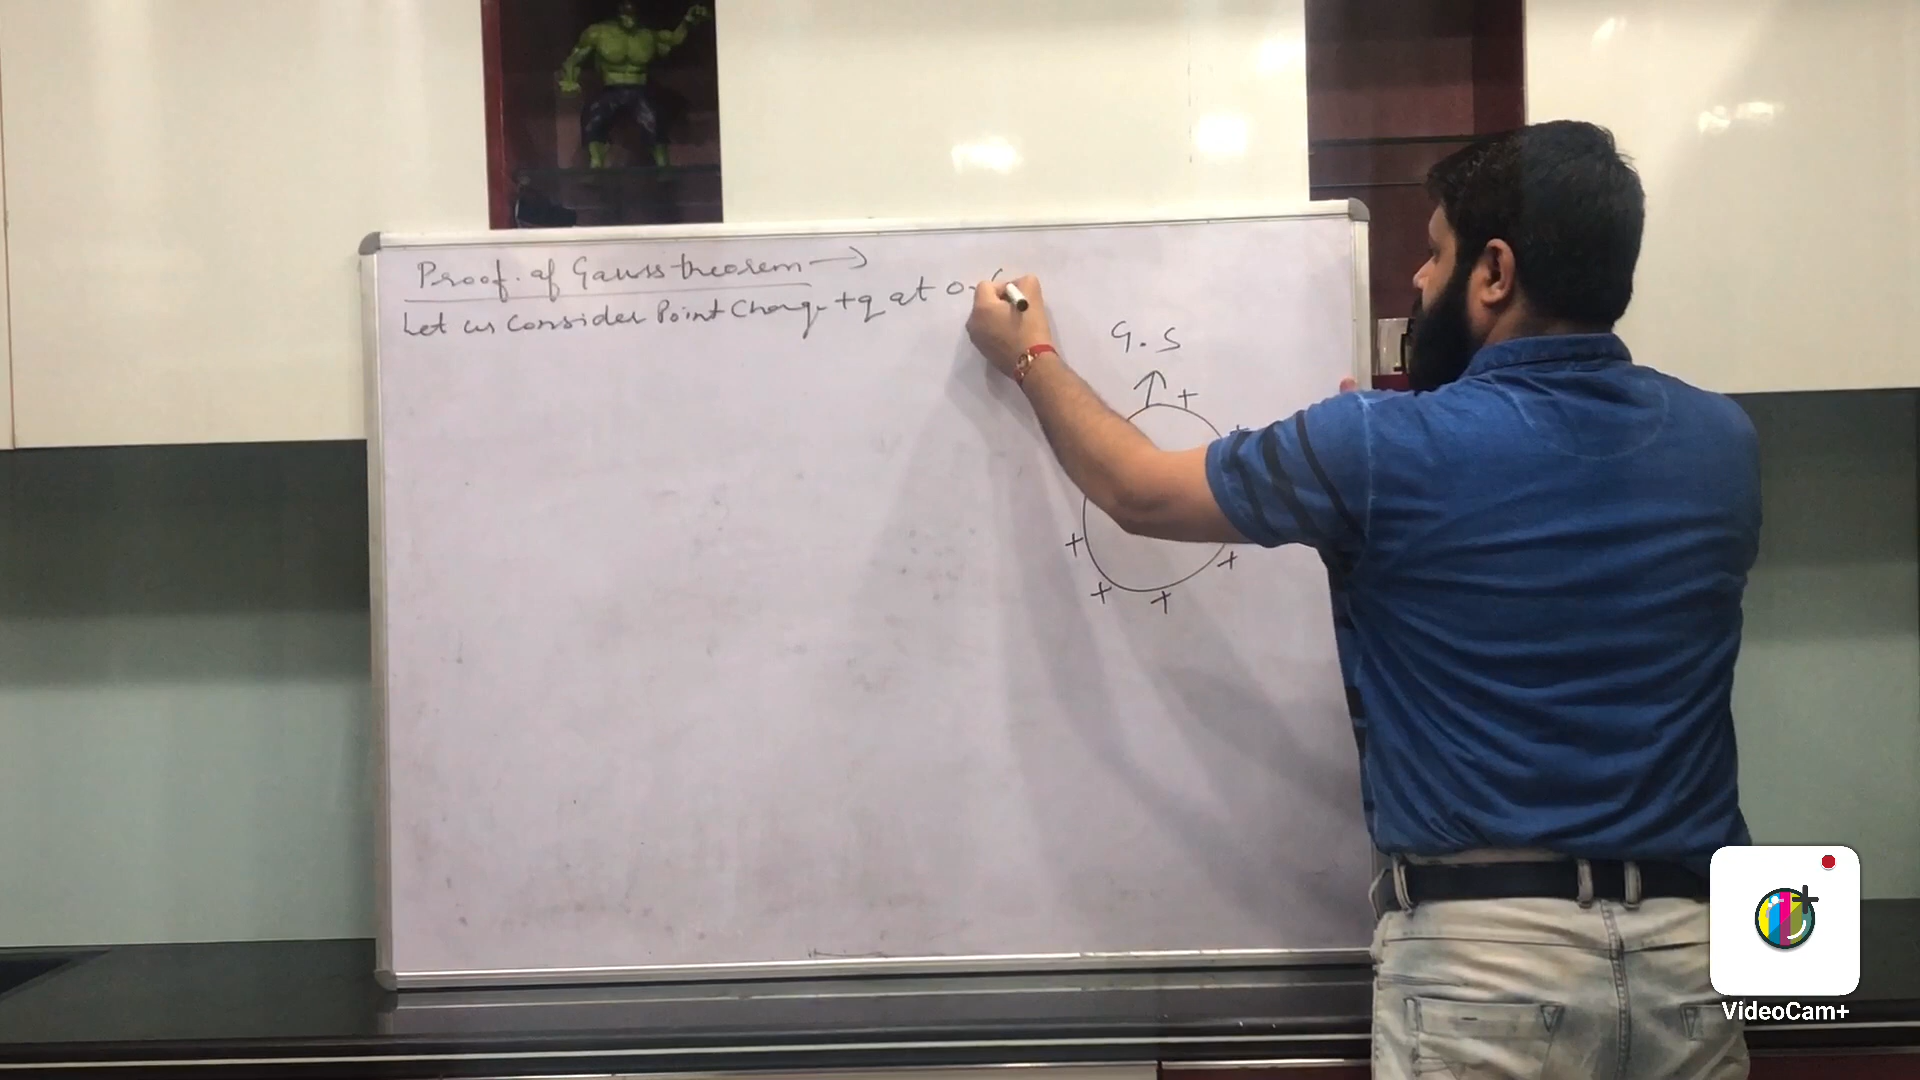 Proof. of Gauss theorem →
Let us Consider Point Charge +q at O.
G.S
+
+
+
+
+
+
+
VideoCam+